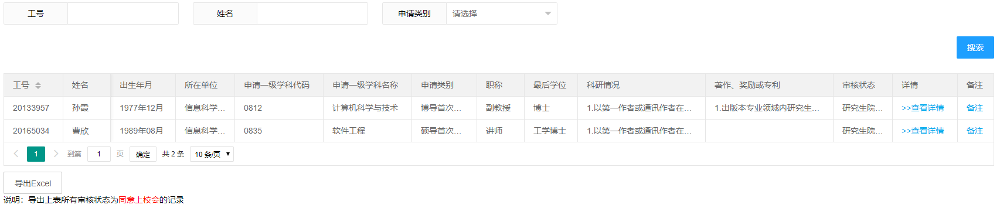 工号 姓名 申请类别 请选择
搜索
工号 姓名 出生年月 所在单位 申请一级学科代码 申请一级学科名称 申请类别 职称 最后学位 科研情况 著作、奖励或专利 审核状态 详情 备注
20133957 孙霞 1977年12月 信息科学... 0812 计算机科学与技术 博导首次... 副教授 博士 1.以第一作者或通讯作者在... 1.出版本专业领域内研究生... 研究生院... >>查看详情 备注
20165034 曹欣 1989年08月 信息科学... 0835 软件工程 硕导首次... 讲师 工学博士 1.以第一作者或通讯作者在... 研究生院... >>查看详情 备注
1 到第 1 页 确定 共 2 条 10 条/页
导出Excel
说明：导出上表所有审核状态为同意上校会的记录